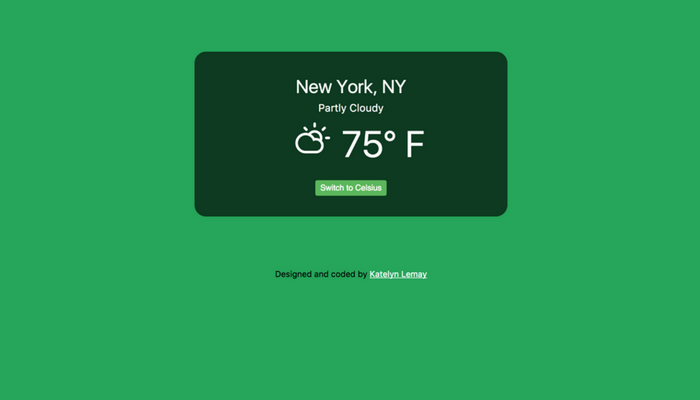 New York, NY
Partly Cloudy
75° F
Switch to Celsius
Designed and coded by Katelyn Lemay